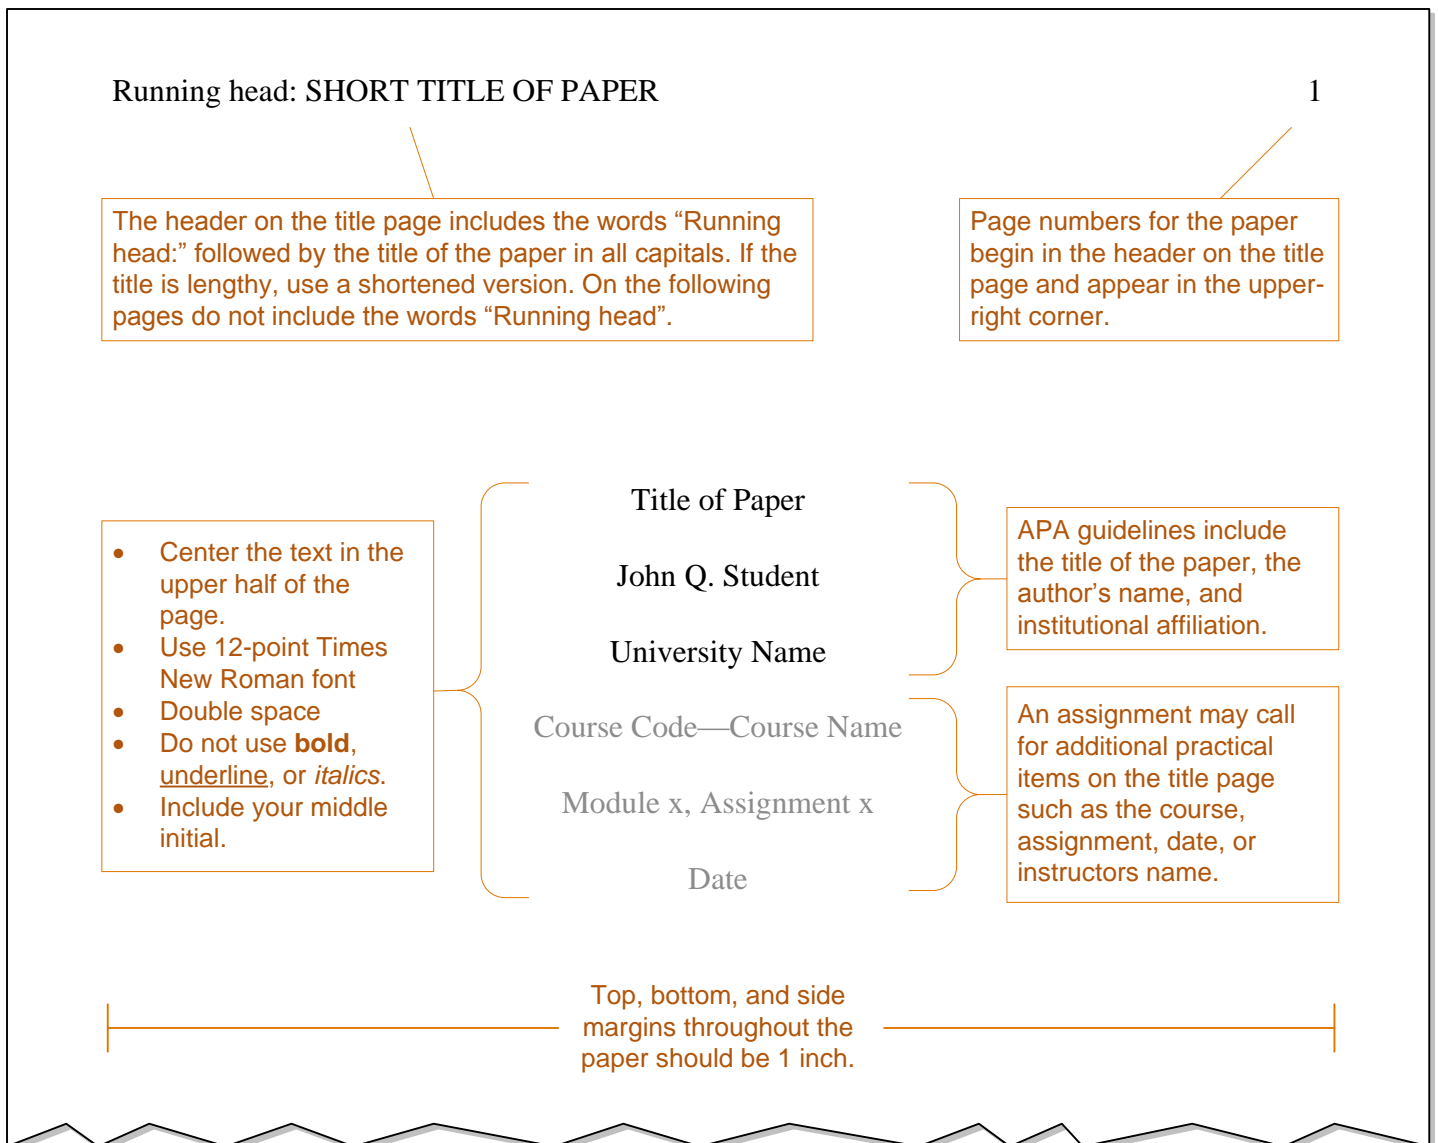 Running head: SHORT TITLE OF PAPER 1
The header on the title page includes the words “Running
head:” followed by the title of the paper in all capitals. If the
title is lengthy, use a shortened version. On the following
pages do not include the words “Running head”.
Page numbers for the paper
begin in the header on the title
page and appear in the upper-
right corner.
• Center the text in the
upper half of the
page.
• Use 12-point Times
New Roman font
• Double space
• Do not use bold,
underline, or italics.
• Include your middle
initial.
Title of Paper
John Q. Student
University Name
Course Code—Course Name
Module x, Assignment x
Date
APA guidelines include
the title of the paper, the
author’s name, and
institutional affiliation.
An assignment may call
for additional practical
items on the title page
such as the course,
assignment, date, or
instructors name.
Top, bottom, and side
margins throughout the
paper should be 1 inch.